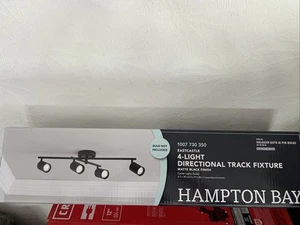 BULB NOT
INCLUDED
1007 730 350
EASTCASTLE
4-LIGHT
DIRECTIONAL TRACK FIXTURE
MATTE BLACK FINISH
HAMPTON BAY